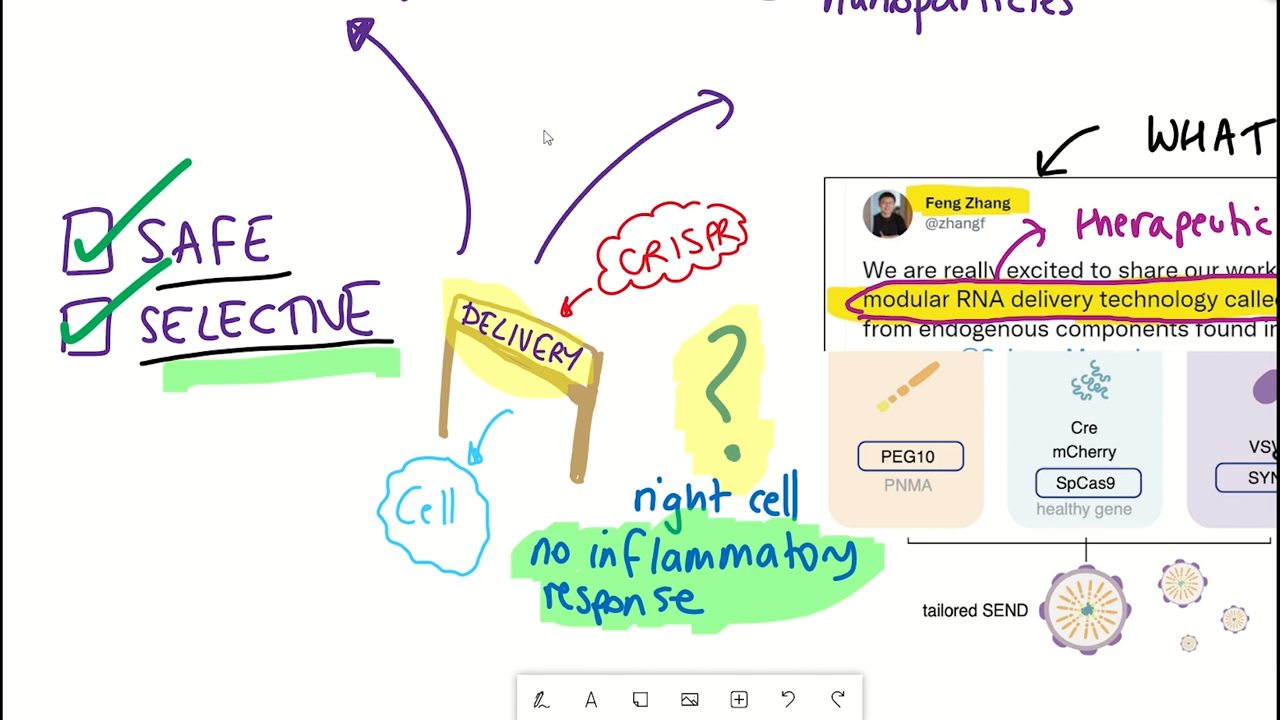 nanoparticles
WHAT
SAFE
SELECTIVE
CRISPR
DELIVERY
Cell
?
right cell
no inflammatory
response
Feng Zhang
@zhangf
therapeutic
We are really excited to share our work
modular RNA delivery technology calle
from endogenous components found in
PEG10
PNMA
Cre
mCherry
SpCas9
healthy gene
VSV
SYN
tailored SEND
A